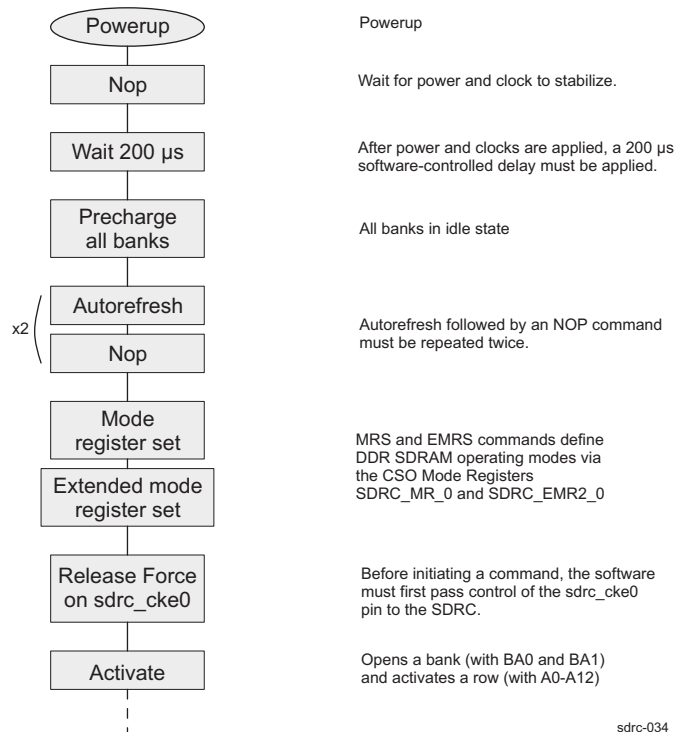 Powerup
Powerup
Nop
Wait for power and clock to stabilize.
Wait 200 µs
After power and clocks are applied, a 200 µs
software-controlled delay must be applied.
Precharge
all banks
All banks in idle state
x2
Autorefresh
Nop
Autorefresh followed by an NOP command
must be repeated twice.
Mode
register set
Extended mode
register set
MRS and EMRS commands define
DDR SDRAM operating modes via
the CSO Mode Registers
SDRC_MR_0 and SDRC_EMR2_0
Release Force
on sdrc_cke0
Before initiating a command, the software
must first pass control of the sdrc_cke0
pin to the SDRC.
Activate
Opens a bank (with BA0 and BA1)
and activates a row (with A0-A12)
sdrc-034